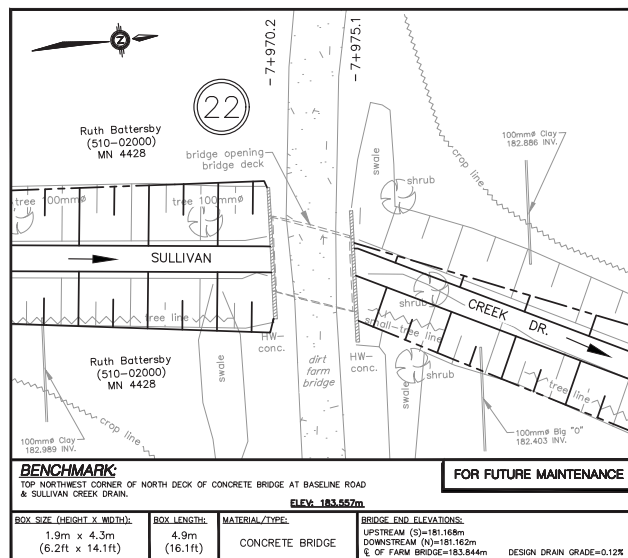 -7+970.2
-7+975.1
N
22
Ruth Battersby
(510-02000)
MN 4428
bridge opening
bridge deck
swale
shrub
100mmø Clay
182.886 INV.
crop line
tree 100mmø
tree 100mmø
SULLIVAN
CREEK DR.
tree line
HW-
conc.
dirt
farm
bridge
HW-
conc.
shrub
small-tree line
shrub
tree line
Ruth Battersby
(510-02000)
MN 4428
swale
swale
crop line
100mmø Clay
182.989 INV.
100mmø Big "O"
182.403 INV.
BENCHMARK:
TOP NORTHWEST CORNER OF NORTH DECK OF CONCRETE BRIDGE AT BASELINE ROAD
& SULLIVAN CREEK DRAIN.
ELEV: 183.557m
FOR FUTURE MAINTENANCE
BOX SIZE (HEIGHT X WIDTH):
1.9m x 4.3m
(6.2ft x 14.1ft)
BOX LENGTH:
4.9m
(16.1ft)
MATERIAL/TYPE:
CONCRETE BRIDGE
BRIDGE END ELEVATIONS:
UPSTREAM (S)=181.168m
DOWNSTREAM (N)=181.162m
℄ OF FARM BRIDGE=183.844m DESIGN DRAIN GRADE=0.12%